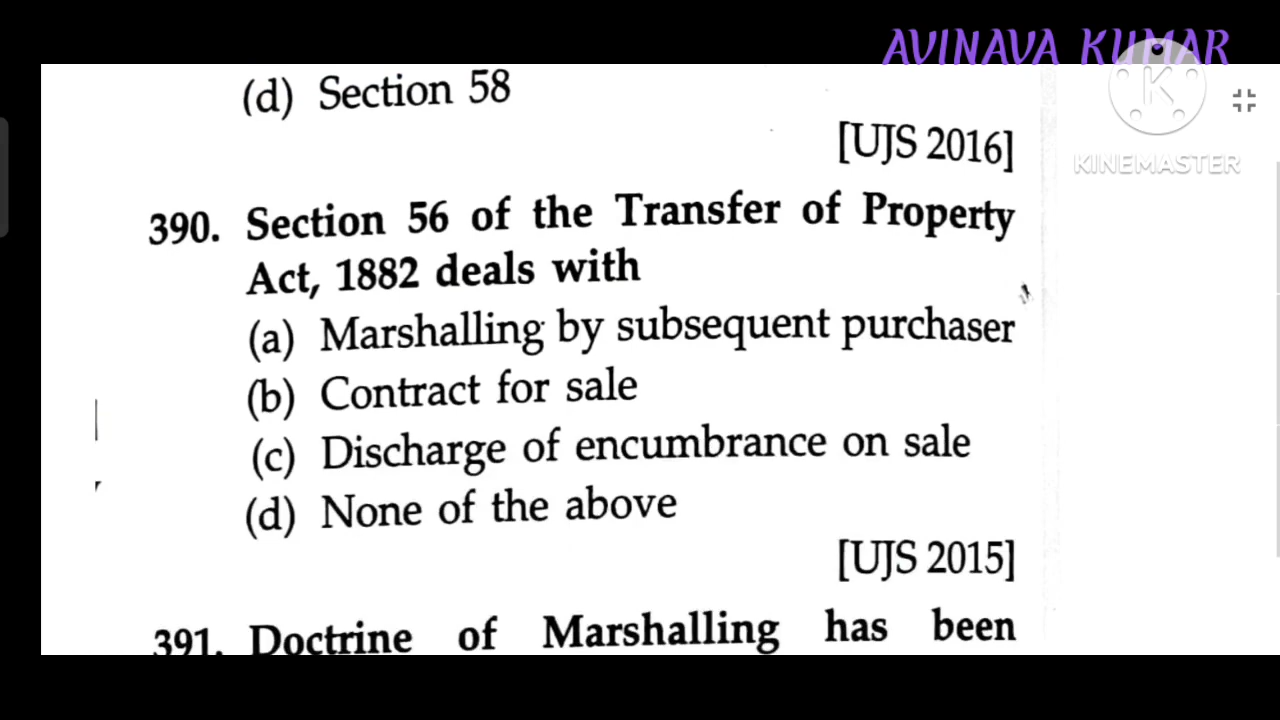 AVINAVA KUMAR
K
KINEMASTER
(d) Section 58
[UJS 2016]
390. Section 56 of the Transfer of Property
Act, 1882 deals with
(a) Marshalling by subsequent purchaser
(b) Contract for sale
(c) Discharge of encumbrance on sale
(d) None of the above
[UJS 2015]
391. Doctrine of Marshalling has been